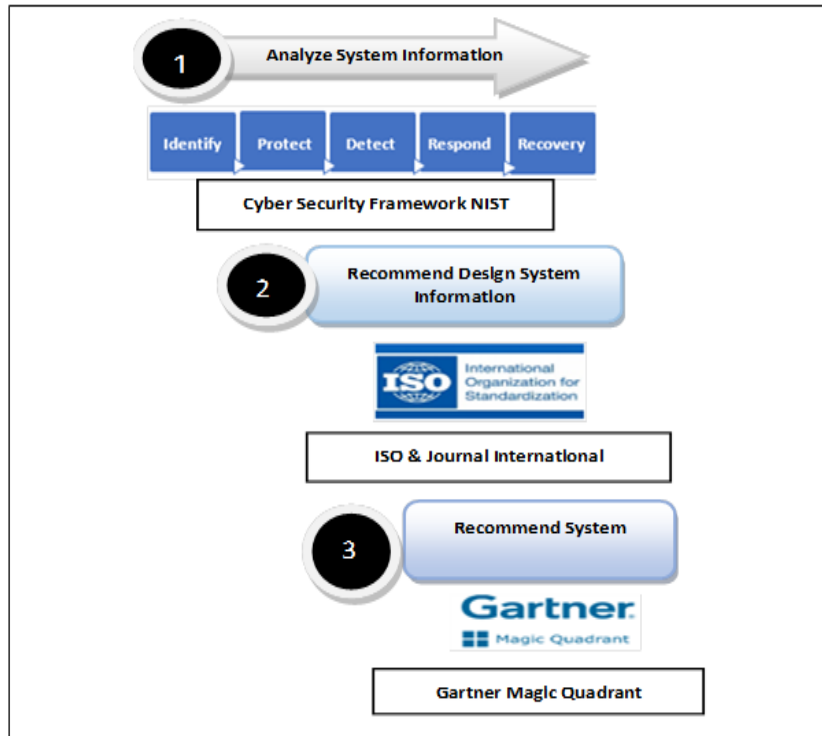 1
Analyze System Information
Identify
Protect
Detect
Respond
Recovery
Cyber Security Framework NIST
2
Recommend Design System
Information
ISO
International
Organization for
Standardization
ISO & Journal International
3
Recommend System
Gartner.
Magic Quadrant
Gartner Magic Quadrant